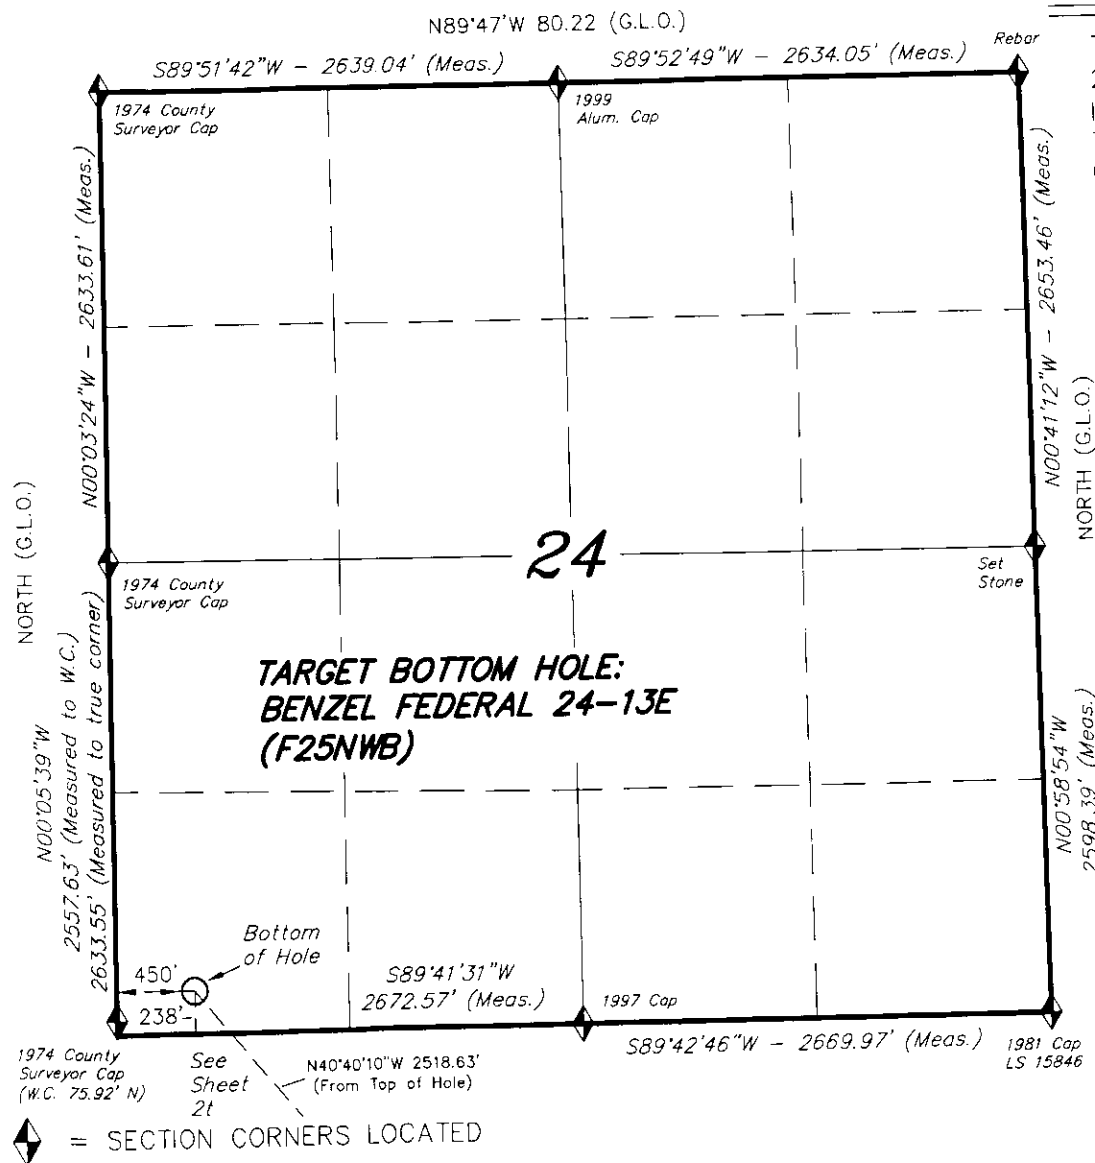 N89°47'W 80.22 (G.L.O.)
S89°51'42"W - 2639.04' (Meas.)
S89°52'49"W - 2634.05' (Meas.)
Rebar
1974 County
Surveyor Cap
1999
Alum. Cap
N00°03'24"W - 2633.61' (Meas.)
N00°41'12"W - 2653.46' (Meas.)
NORTH (G.L.O.)
NORTH (G.L.O.)
24
1974 County
Surveyor Cap
Set
Stone
TARGET BOTTOM HOLE:
BENZEL FEDERAL 24-13E
(F25NWB)
N00°05'39"W
2557.63' (Measured to W.C.)
2633.55' (Measured to true corner)
N00°58'54"W
2598.39' (Meas.)
Bottom
of Hole
450'
238'
S89°41'31"W
2672.57' (Meas.)
1997 Cap
S89°42'46"W - 2669.97' (Meas.)
1981 Cap
LS 15846
1974 County
Surveyor Cap
(W.C. 75.92' N)
See
Sheet
2t
N40°40'10"W 2518.63'
(From Top of Hole)
= SECTION CORNERS LOCATED